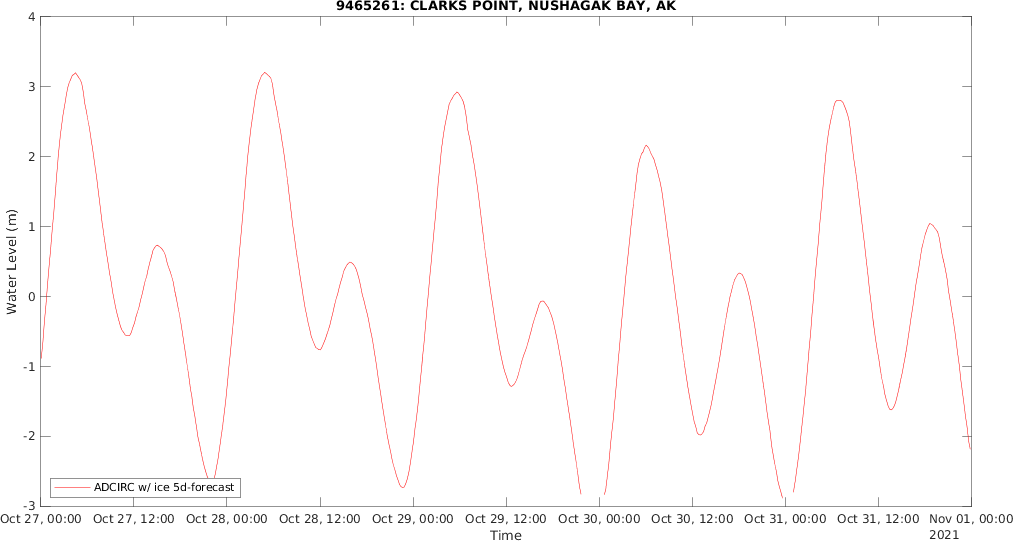 9465261: CLARKS POINT, NUSHAGAK BAY, AK
4
3
2
1
0
-1
-2
-3
Water Level (m)
ADCIRC w/ ice 5d-forecast
Oct 27, 00:00 Oct 27, 12:00 Oct 28, 00:00 Oct 28, 12:00 Oct 29, 00:00 Oct 29, 12:00 Oct 30, 00:00 Oct 30, 12:00 Oct 31, 00:00 Oct 31, 12:00 Nov 01, 00:00
2021
Time